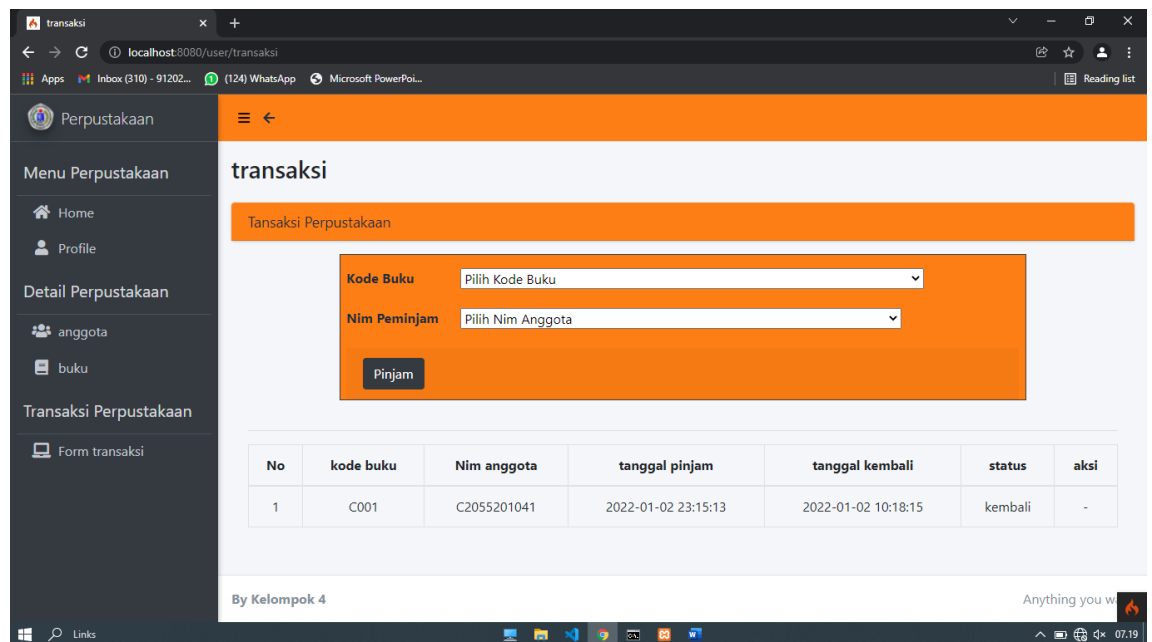 transaksi
localhost:8080/user/transaksi
Apps Inbox (310) - 91202... (124) WhatsApp Microsoft PowerPoi... Reading list
Perpustakaan
Menu Perpustakaan
Home
Profile
Detail Perpustakaan
anggota
buku
Transaksi Perpustakaan
Form transaksi
transaksi
Tansaksi Perpustakaan
Kode Buku Pilih Kode Buku
Nim Peminjam Pilih Nim Anggota
Pinjam
No kode buku Nim anggota tanggal pinjam tanggal kembali status aksi
1 C001 C2055201041 2022-01-02 23:15:13 2022-01-02 10:18:15 kembali -
By Kelompok 4 Anything you
Links 07.19